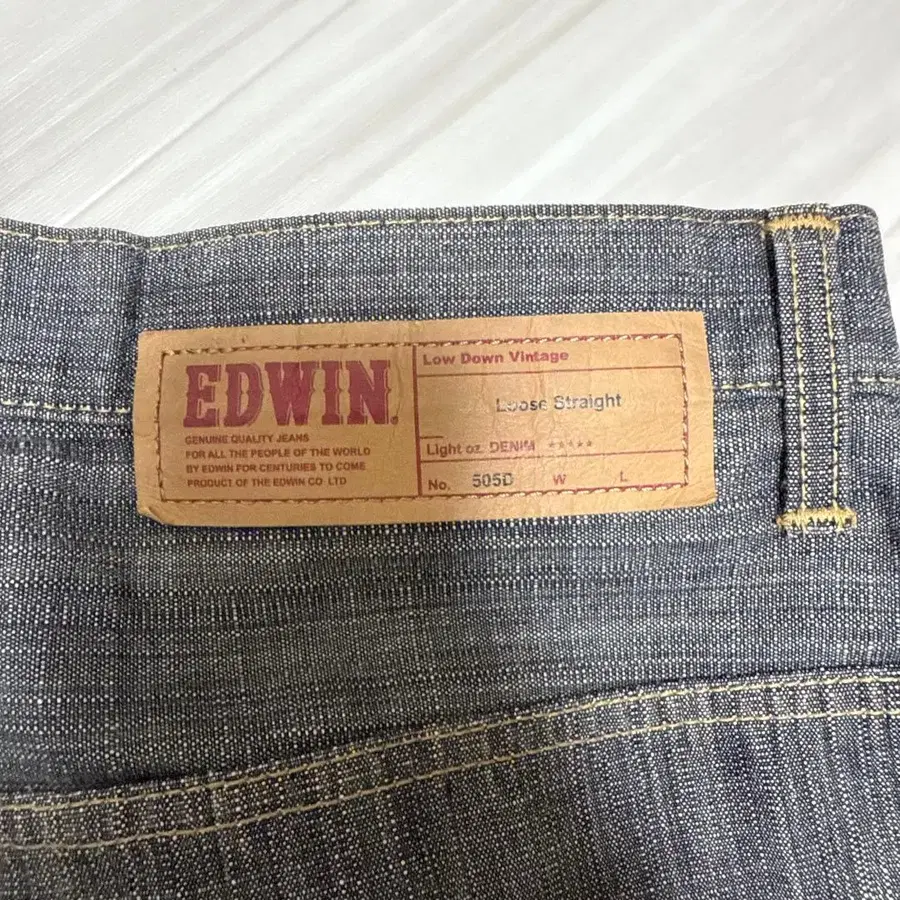 EDWIN.
GENUINE QUALITY JEANS
FOR ALL THE PEOPLE OF THE WORLD
BY EDWIN FOR CENTURIES TO COME
PRODUCT OF THE EDWIN CO LTD
Low Down Vintage
Loose Straight
Light oz. DENIM *****
No. 505D W L